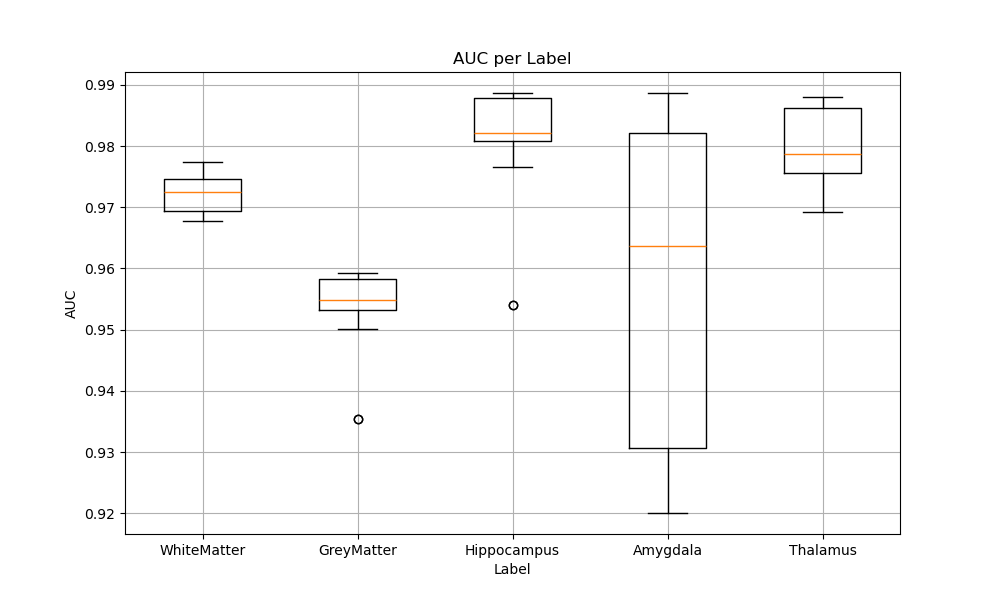 AUC per Label
AUC
0.99
0.98
0.97
0.96
0.95
0.94
0.93
0.92
WhiteMatter GreyMatter Hippocampus Amygdala Thalamus
Label